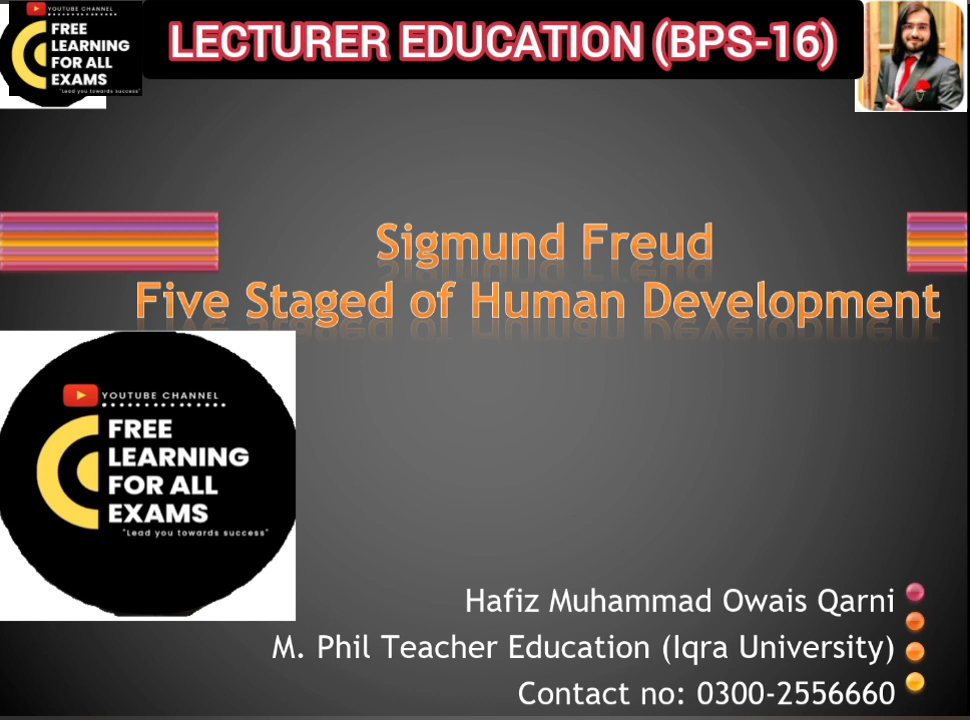 YOUTUBE CHANNEL
FREE
LEARNING
FOR ALL
EXAMS
"Lead you towards success"
LECTURER EDUCATION (BPS-16)
Sigmund Freud
Five Staged of Human Development
YOUTUBE CHANNEL
FREE
LEARNING
FOR ALL
EXAMS
"Lead you towards success"
Hafiz Muhammad Owais Qarni
M. Phil Teacher Education (Iqra University)
Contact no: 0300-2556660